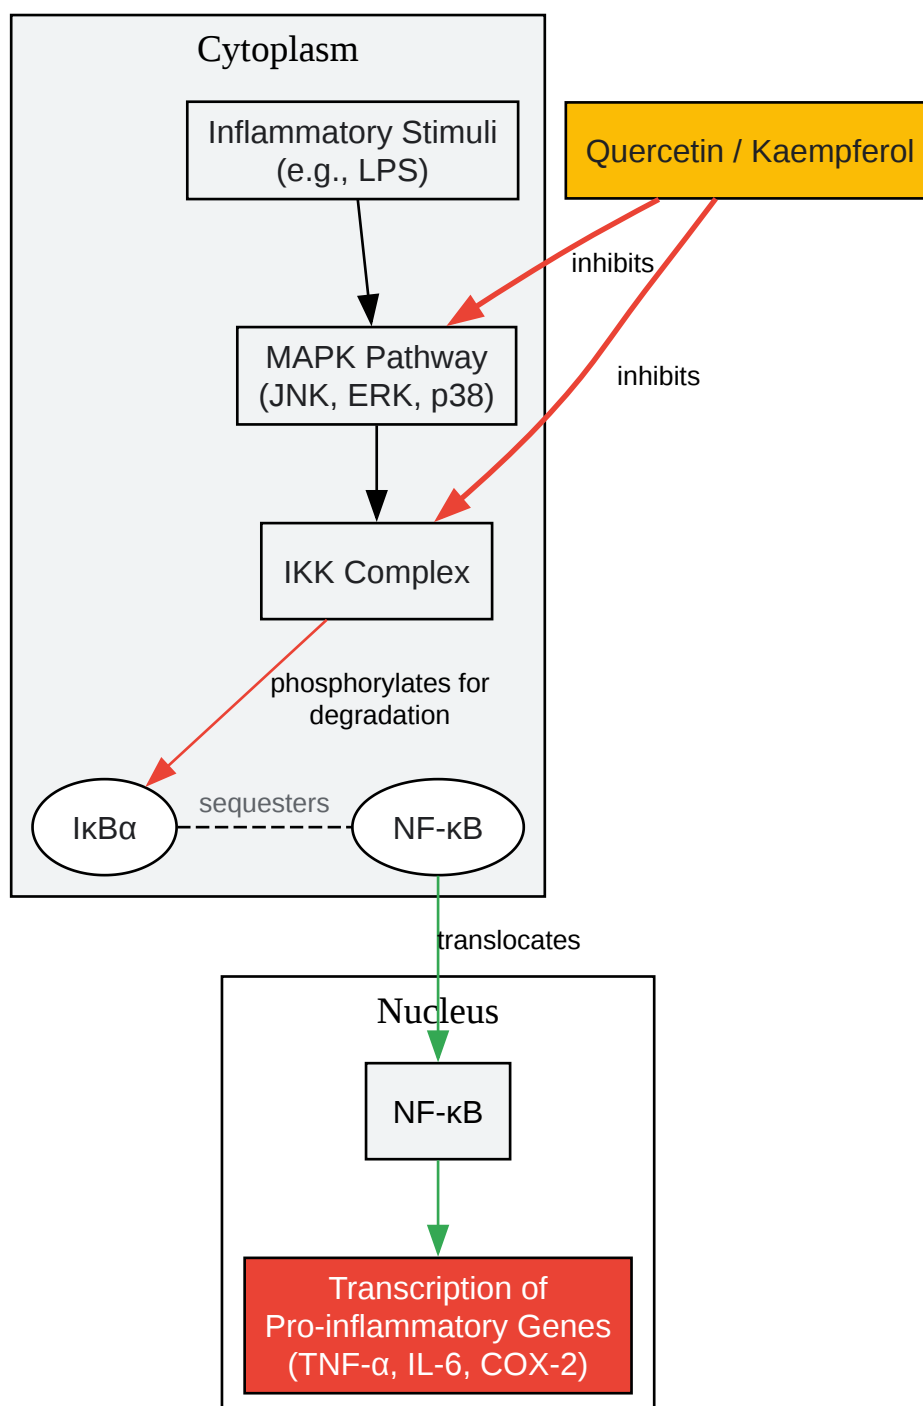 Cytoplasm
Inflammatory Stimuli
(e.g., LPS)
Quercetin / Kaempferol
inhibits
MAPK Pathway
(JNK, ERK, p38)
inhibits
IKK Complex
phosphorylates for
degradation
sequesters
IκBα
NF-κB
translocates
Nucleus
NF-κB
Transcription of
Pro-inflammatory Genes
(TNF-α, IL-6, COX-2)